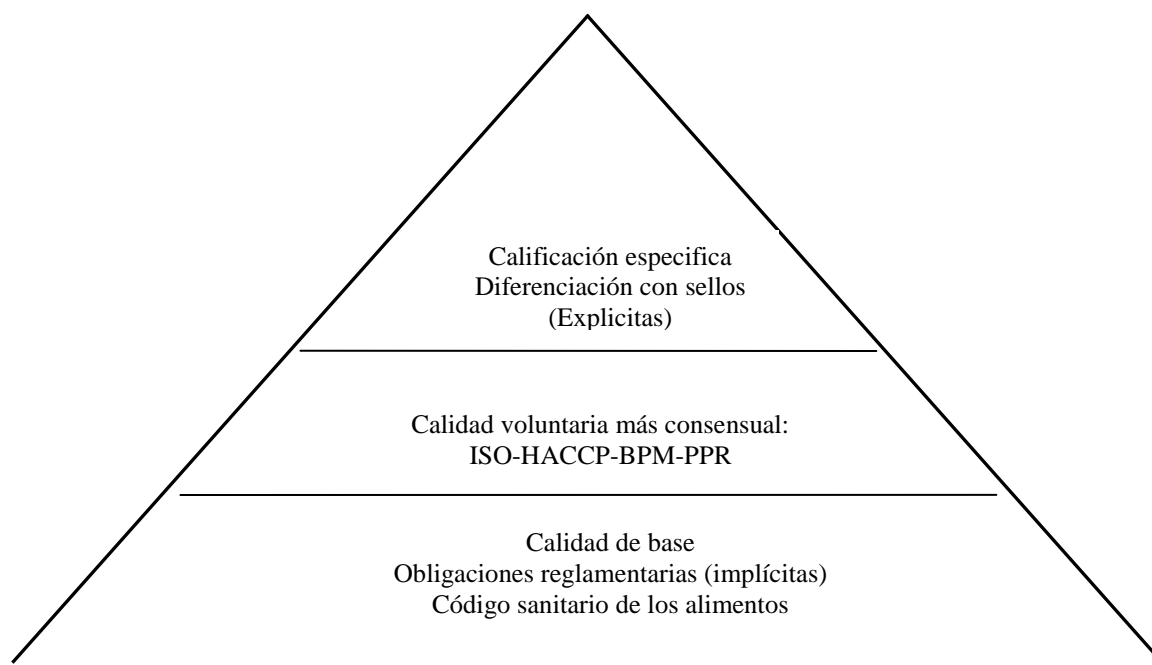 Calificación especifica
Diferenciación con sellos
(Explicitas)
Calidad voluntaria más consensual:
ISO-HACCP-BPM-PPR
Calidad de base
Obligaciones reglamentarias (implícitas)
Código sanitario de los alimentos